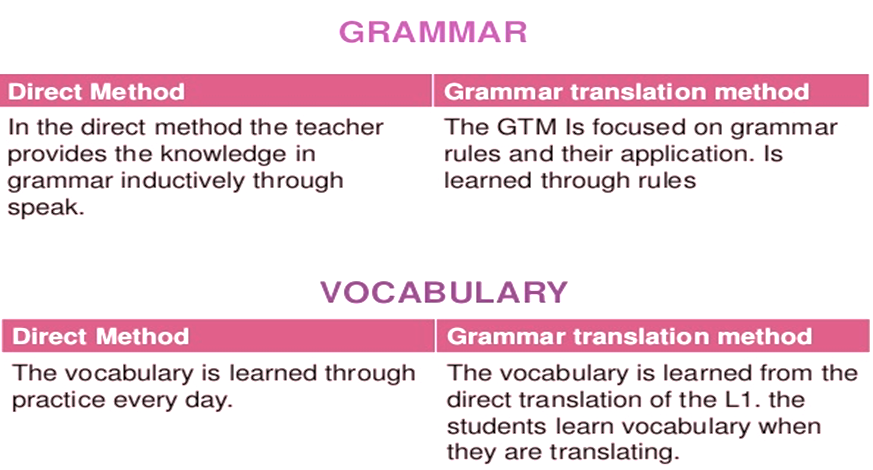 GRAMMAR
Direct Method
Grammar translation method
In the direct method the teacher
provides the knowledge in
grammar inductively through
speak.
The GTM Is focused on grammar
rules and their application. Is
learned through rules
VOCABULARY
Direct Method
Grammar translation method
The vocabulary is learned through
practice every day.
The vocabulary is learned from the
direct translation of the L1. the
students learn vocabulary when
they are translating.